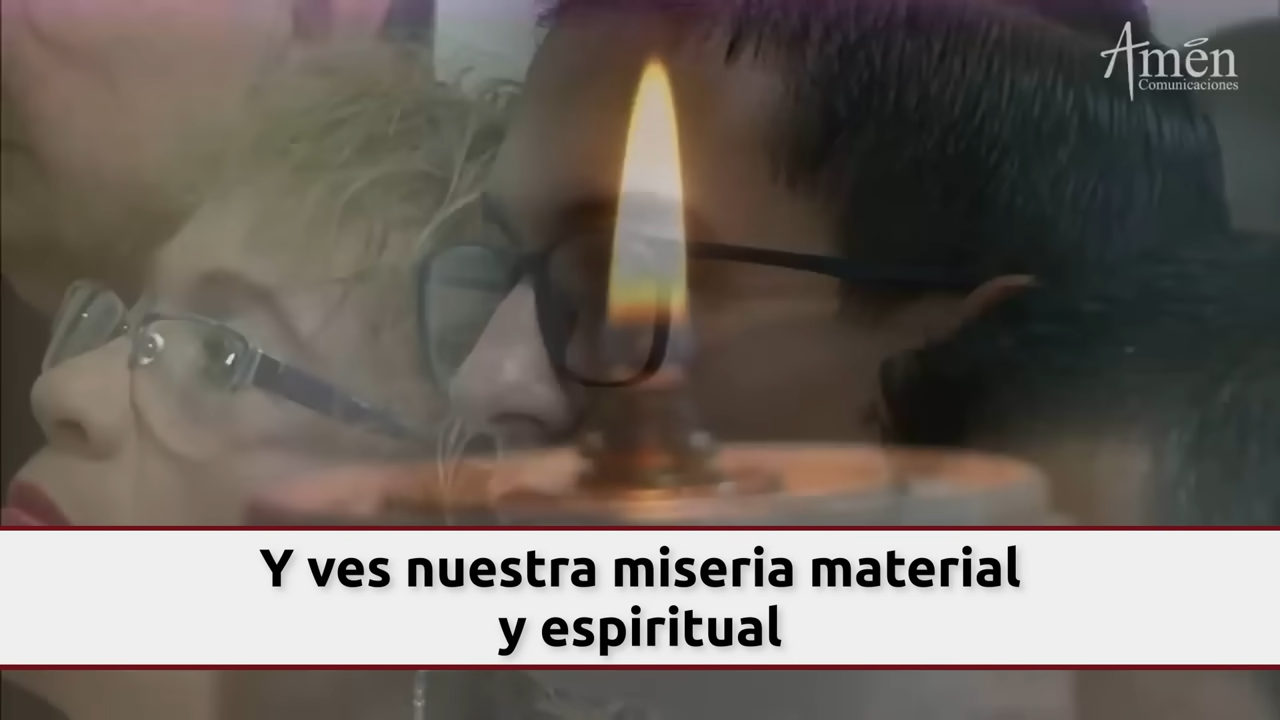 Amén
Comunicaciones
Y ves nuestra miseria material
y espiritual